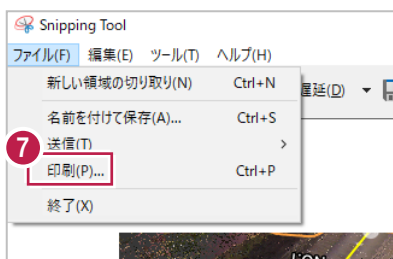 Snipping Tool
ファイル(F) 編集(E) ツール(T) ヘルプ(H)
新しい領域の切り取り(N) Ctrl+N
遅延(D)
名前を付けて保存(A)... Ctrl+S
送信(T)
7
印刷(P)... Ctrl+P
終了(X)